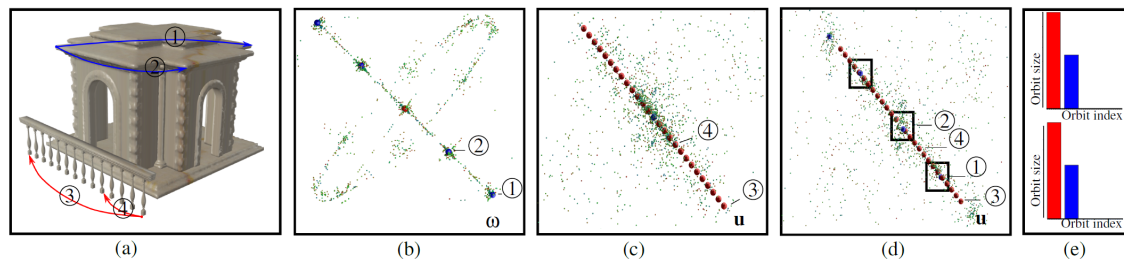 ① ② ③ ④
(a)
② ① ω
(b)
④ ③ u
(c)
② ④ ① ③ u
(d)
Orbit size
Orbit index
Orbit size
Orbit index
(e)